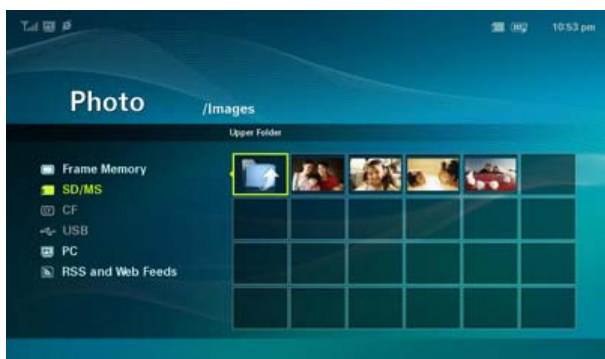 10:53 pm
Photo
/Images
Upper Folder
Frame Memory
SD/MS
CF
USB
PC
RSS and Web Feeds